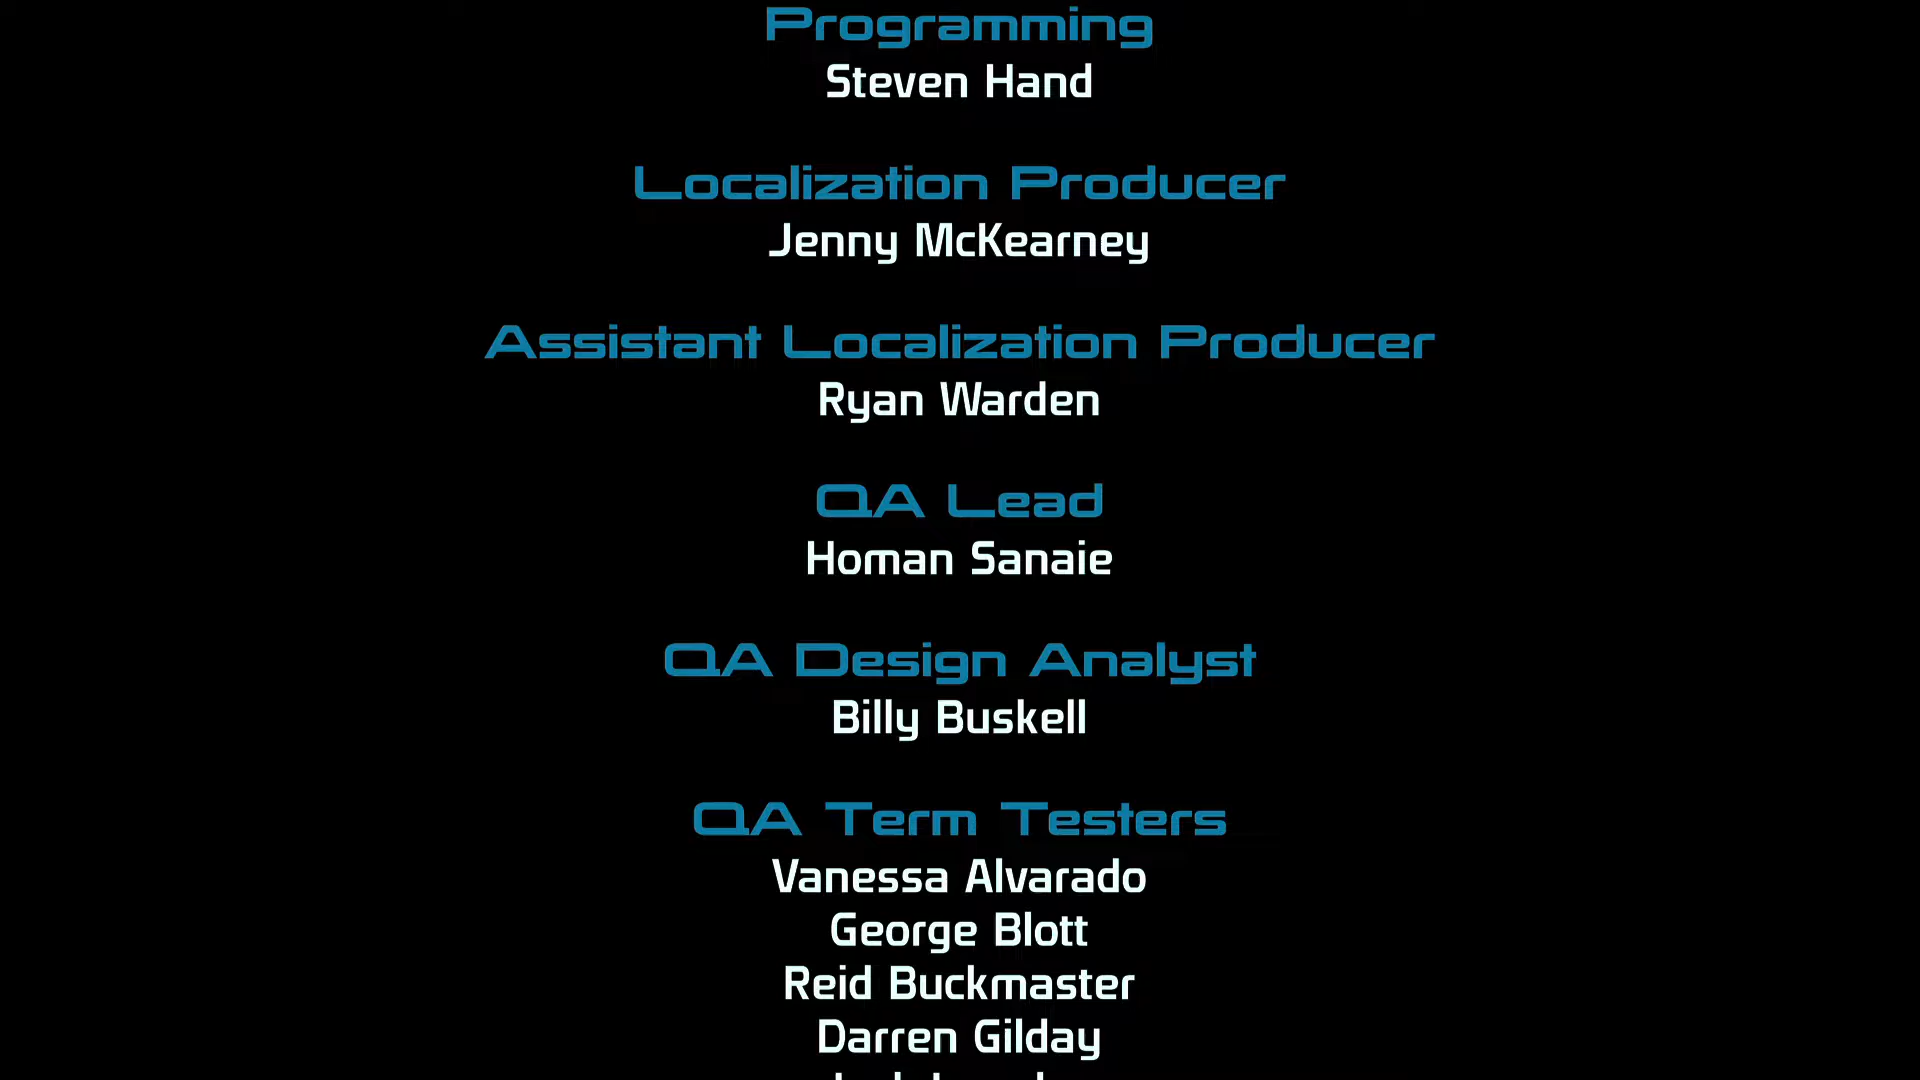 Programming
Steven Hand
Localization Producer
Jenny McKearney
Assistant Localization Producer
Ryan Warden
QA Lead
Homan Sanaie
QA Design Analyst
Billy Buskell
QA Term Testers
Vanessa Alvarado
George Blott
Reid Buckmaster
Darren Gilday